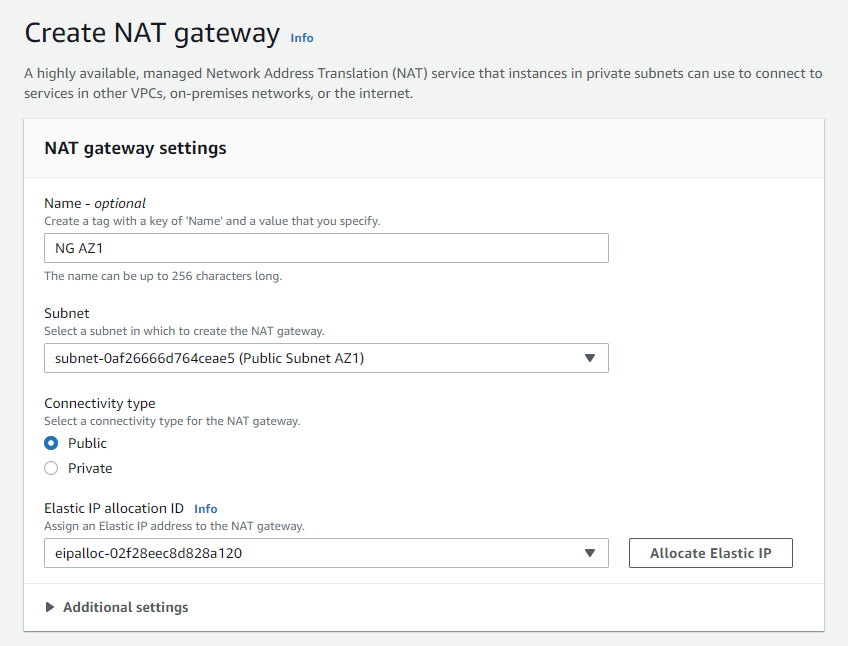 Create NAT gateway Info
A highly available, managed Network Address Translation (NAT) service that instances in private subnets can use to connect to
services in other VPCs, on-premises networks, or the internet.
NAT gateway settings
Name - optional
Create a tag with a key of 'Name' and a value that you specify.
NG AZ1
The name can be up to 256 characters long.
Subnet
Select a subnet in which to create the NAT gateway.
subnet-0af26666d764ceae5 (Public Subnet AZ1)
Connectivity type
Select a connectivity type for the NAT gateway.
Public
Private
Elastic IP allocation ID Info
Assign an Elastic IP address to the NAT gateway.
eipalloc-02f28eec8d828a120
Allocate Elastic IP
Additional settings